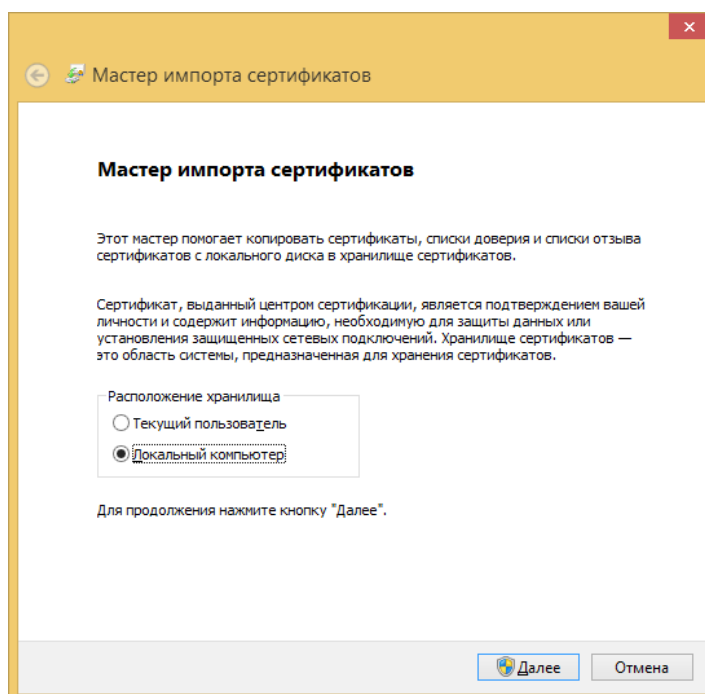 Мастер импорта сертификатов
Мастер импорта сертификатов
Этот мастер помогает копировать сертификаты, списки доверия и списки отзыва
сертификатов с локального диска в хранилище сертификатов.
Сертификат, выданный центром сертификации, является подтверждением вашей
личности и содержит информацию, необходимую для защиты данных или
установления защищенных сетевых подключений. Хранилище сертификатов —
это область системы, предназначенная для хранения сертификатов.
Расположение хранилища
Текущий пользователь
Локальный компьютер
Для продолжения нажмите кнопку "Далее".
Далее
Отмена